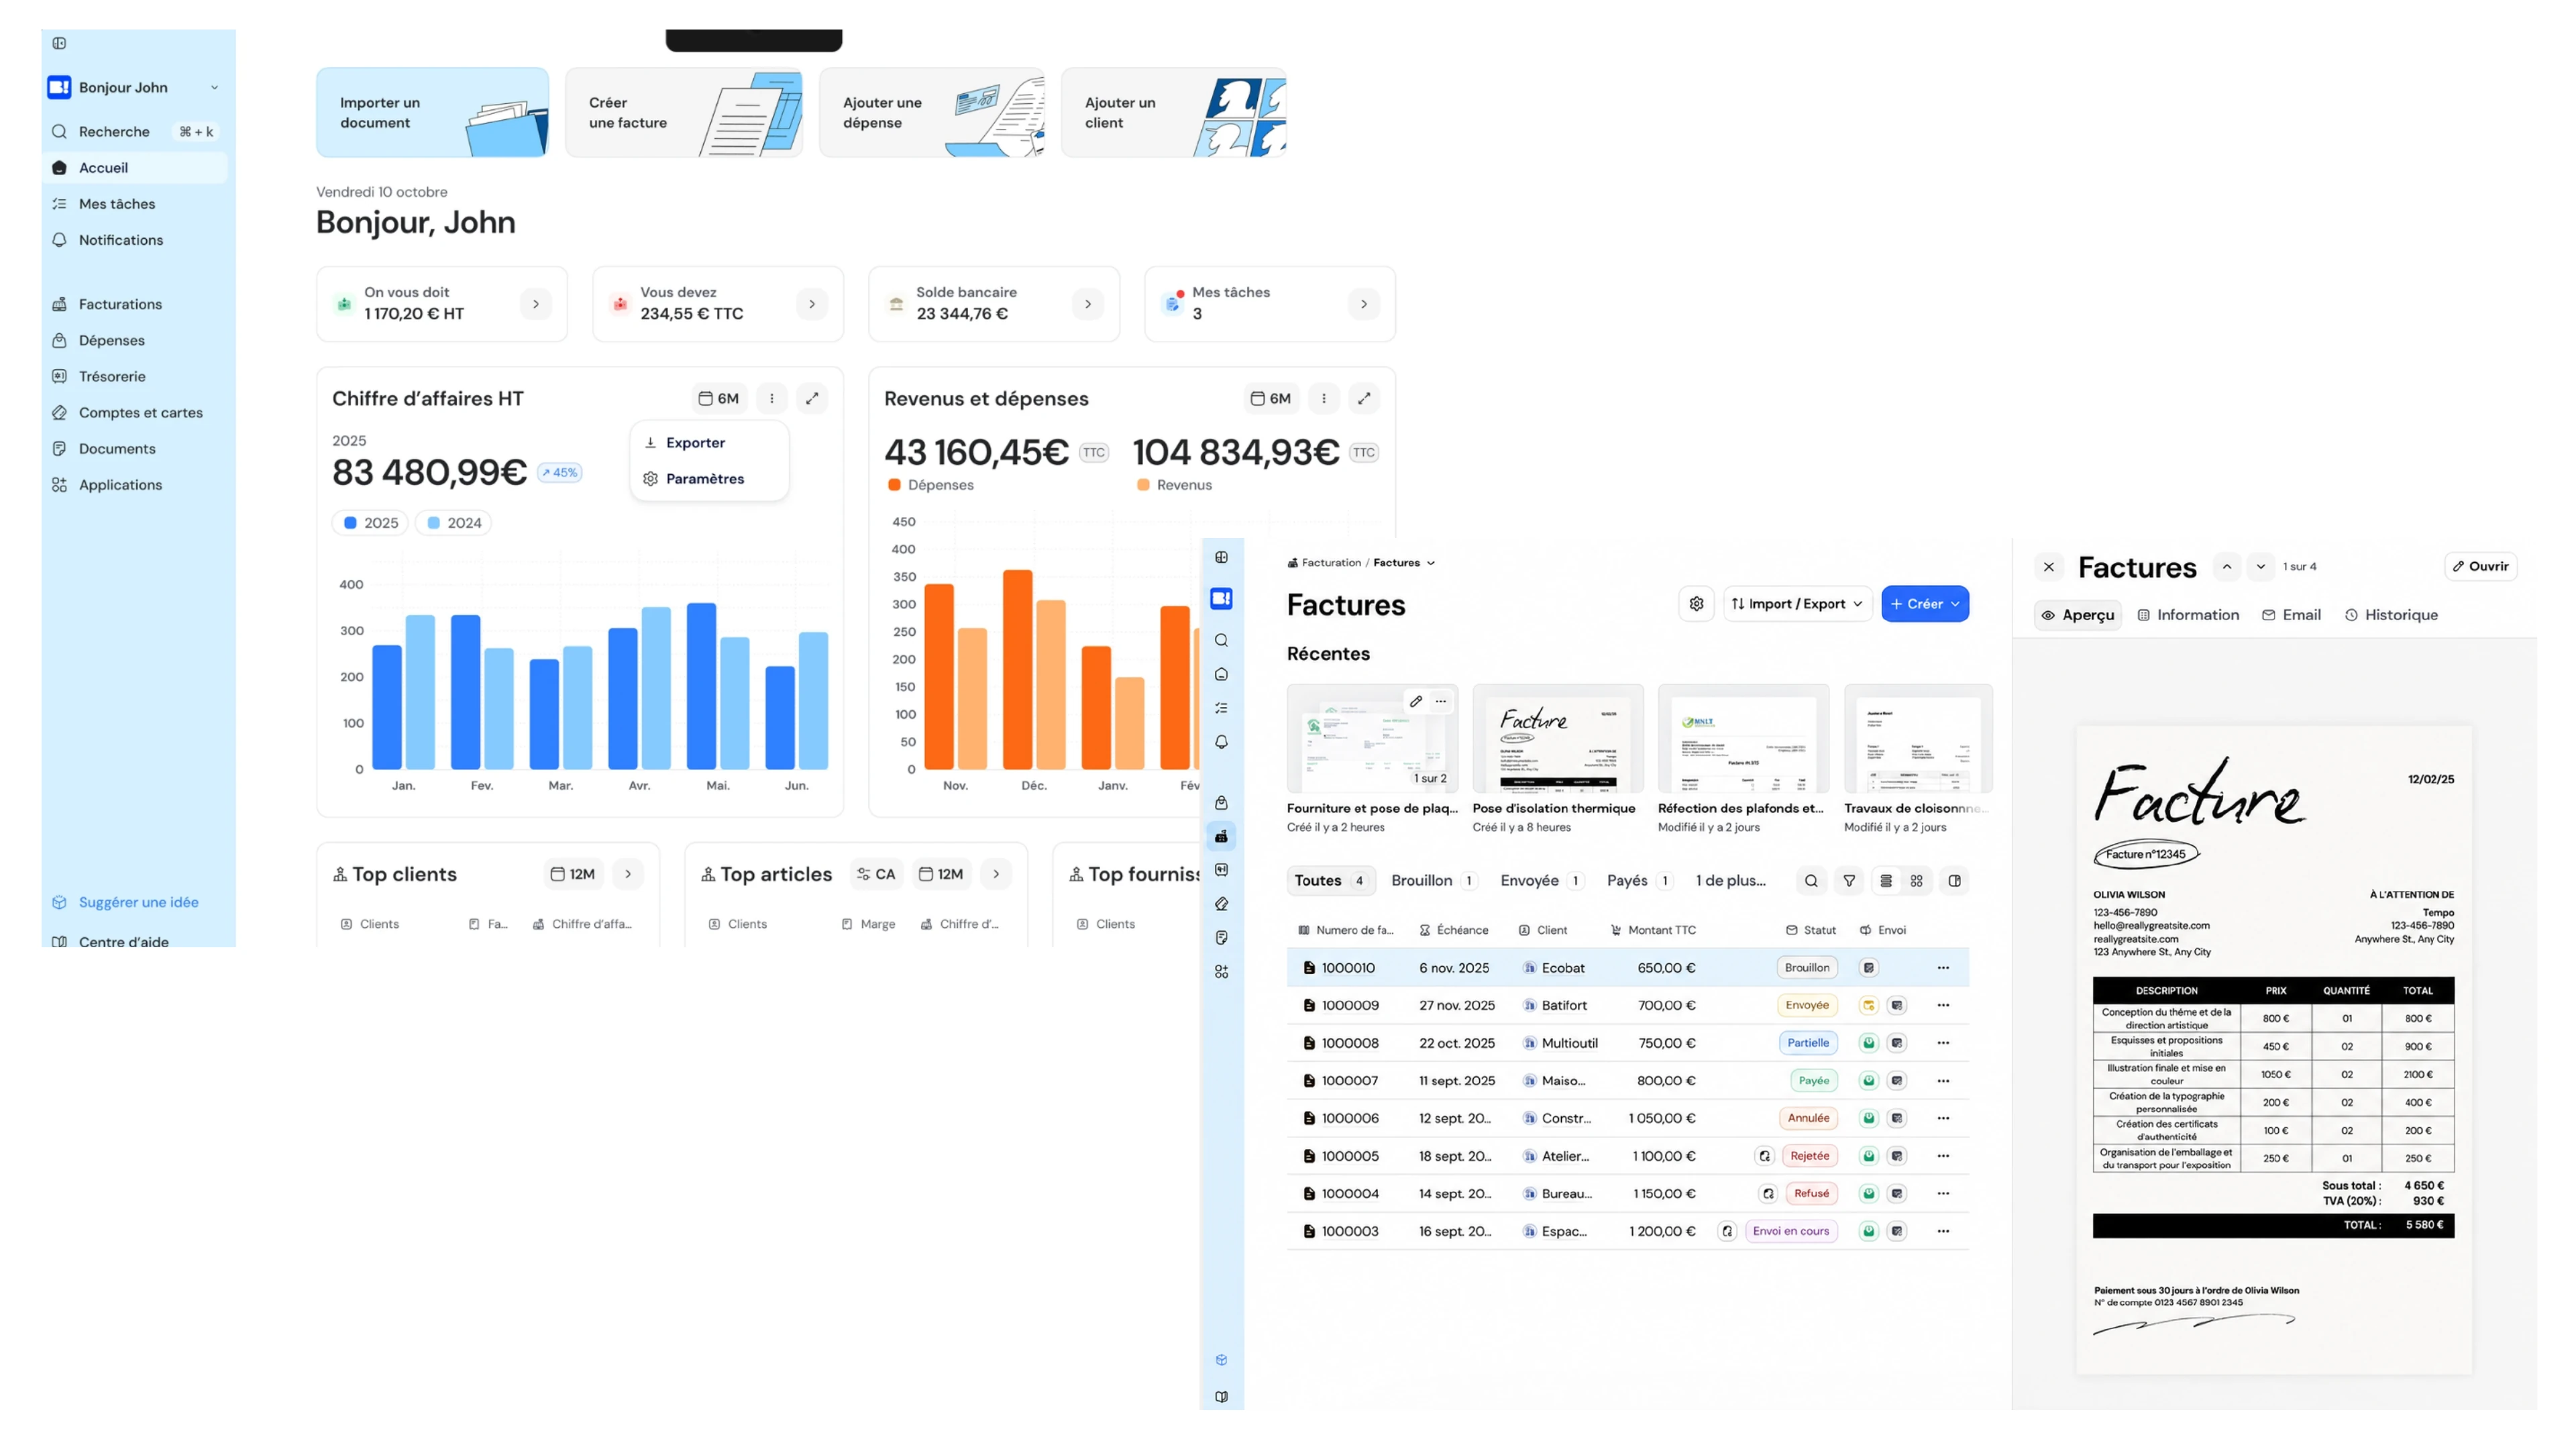 Bonjour John
Recherche ⌘ + k
Accueil
Mes tâches
Notifications
Facturations
Dépenses
Trésorerie
Comptes et cartes
Documents
Applications
Suggérer une idée
Centre d'aide
Importer un
document
Créer
une facture
Ajouter une
dépense
Ajouter un
client
Vendredi 10 octobre
Bonjour, John
On vous doit
1 170,20 € HT
Vous devez
234,55 € TTC
Solde bancaire
23 344,76 €
Mes tâches
3
Chiffre d'affaires HT 6M
2025
83 480,99€ 45%
Exporter
Paramètres
2025 2024
400
300
200
100
0
Jan. Fev. Mar. Avr. Mai. Jun.
Revenus et dépenses 6M
43 160,45€ TTC 104 834,93€ TTC
Dépenses Revenus
450
400
350
300
250
200
150
100
50
0
Nov. Déc. Janv. Fév
Top clients 12M
Clients Fa... Chiffre d'affa...
Top articles CA 12M
Clients Marge Chiffre d'...
Top fourniss
Clients
Facturation / Factures
Factures Import / Export + Créer
Récentes
1 sur 2
Fourniture et pose de plaq...
Créé il y a 2 heures
Facture
12/02/25
Pose d'isolation thermique
Créé il y a 8 heures
MNLT
Réfection des plafonds et...
Modifié il y a 2 jours
Travaux de cloisonne...
Modifié il y a 2 jours
Toutes 4 Brouillon 1 Envoyée 1 Payés 1 1 de plus...
Numero de fa... Échéance Client Montant TTC Statut Envoi
1000010 6 nov. 2025 Ecobat 650,00 € Brouillon ...
1000009 27 nov. 2025 Batifort 700,00 € Envoyée ...
1000008 22 oct. 2025 Multioutil 750,00 € Partielle ...
1000007 11 sept. 2025 Maiso... 800,00 € Payée ...
1000006 12 sept. 20... Constr... 1 050,00 € Annulée ...
1000005 18 sept. 20... Atelier... 1 100,00 € Rejetée ...
1000004 14 sept. 20... Bureau... 1 150,00 € Refusé ...
1000003 16 sept. 20... Espac... 1 200,00 € Envoi en cours ...
Factures 1 sur 4 Ouvrir
Aperçu Information Email Historique
Facture
12/02/25
Facture n°12345
OLIVIA WILSON À L'ATTENTION DE
123-456-7890 Tempo
hello@reallygreatsite.com 123-456-7890
reallygreatsite.com Anywhere St., Any City
123 Anywhere St., Any City
DESCRIPTION PRIX QUANTITÉ TOTAL
Conception du théme et de la
direction artistique 800 € 01 800 €
Esquisses et propositions
initiales 450 € 02 900 €
Illustration finale et mise en
couleur 1050 € 02 2100 €
Création de la typographie
personnalisée 200 € 02 400 €
Création des certificats
d'authenticité 100 € 02 200 €
Organisation de l'emballage et
du transport pour l'exposition 250 € 01 250 €
Sous total : 4 650 €
TVA (20%) : 930 €
TOTAL : 5 580 €
Paiement sous 30 jours à l'ordre de Olivia Wilson
N° de compte 0123 4567 8901 2345